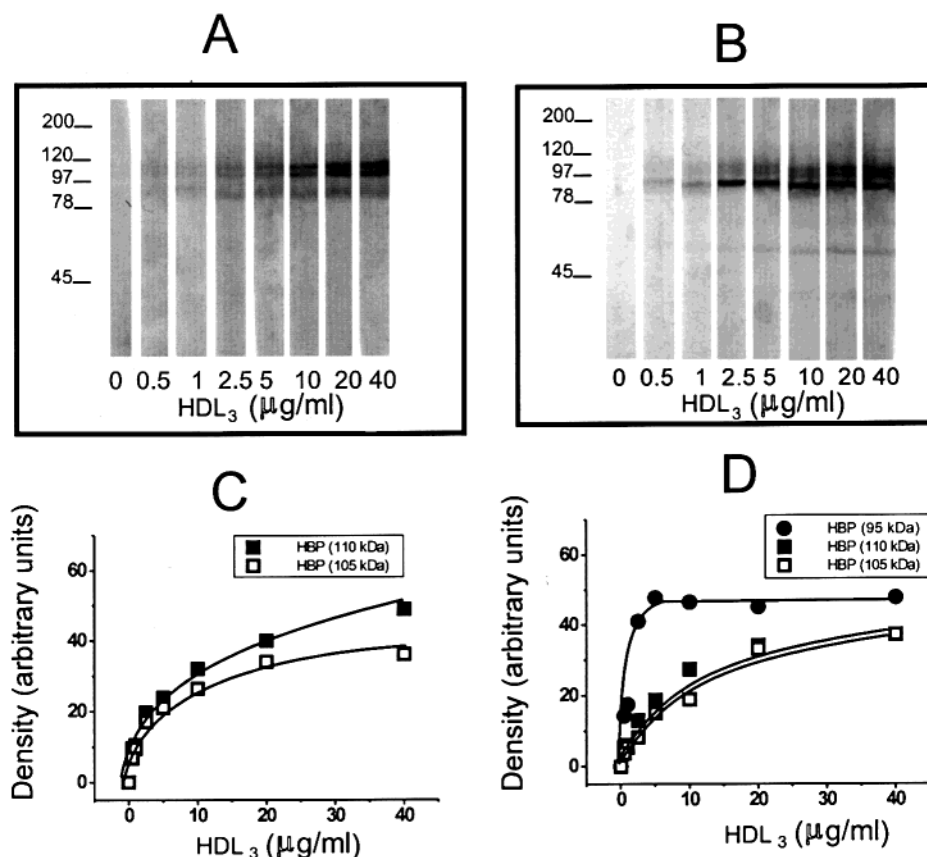 A
B
200
120
97
78
45
0 0.5 1 2.5 5 10 20 40
HDL3 (µg/ml)
200
120
97
78
45
0 0.5 1 2.5 5 10 20 40
HDL3 (µg/ml)
C
D
Density (arbitrary units)
60
40
20
0
HBP (110 kDa)
HBP (105 kDa)
0 10 20 30 40
HDL 3 (µg/ml)
Density (arbitrary units)
60
40
20
0
HBP (95 kDa)
HBP (110 kDa)
HBP (105 kDa)
0 10 20 30 40
HDL 3 (µg/ml)